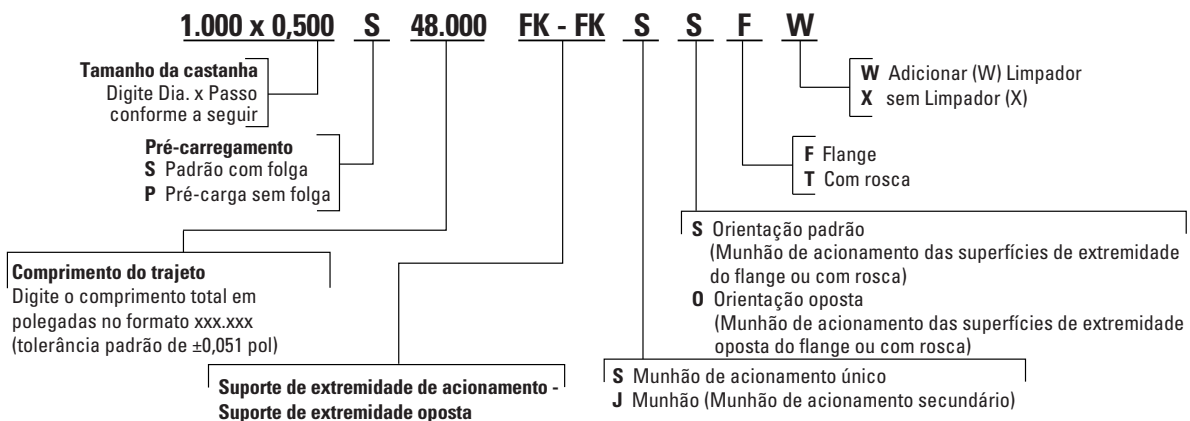 1.000 x 0,500 S 48.000 FK - FK S S F W
Tamanho da castanha
Digite Dia. x Passo
conforme a seguir
Pré-carregamento
S Padrão com folga
P Pré-carga sem folga
Comprimento do trajeto
Digite o comprimento total em
polegadas no formato xxx.xxx
(tolerância padrão de ±0,051 pol)
Suporte de extremidade de acionamento -
Suporte de extremidade oposta
S Munhão de acionamento único
J Munhão (Munhão de acionamento secundário)
S Orientação padrão
(Munhão de acionamento das superfícies de extremidade
do flange ou com rosca)
O Orientação oposta
(Munhão de acionamento das superfícies de extremidade
oposta do flange ou com rosca)
F Flange
T Com rosca
W Adicionar (W) Limpador
X sem Limpador (X)